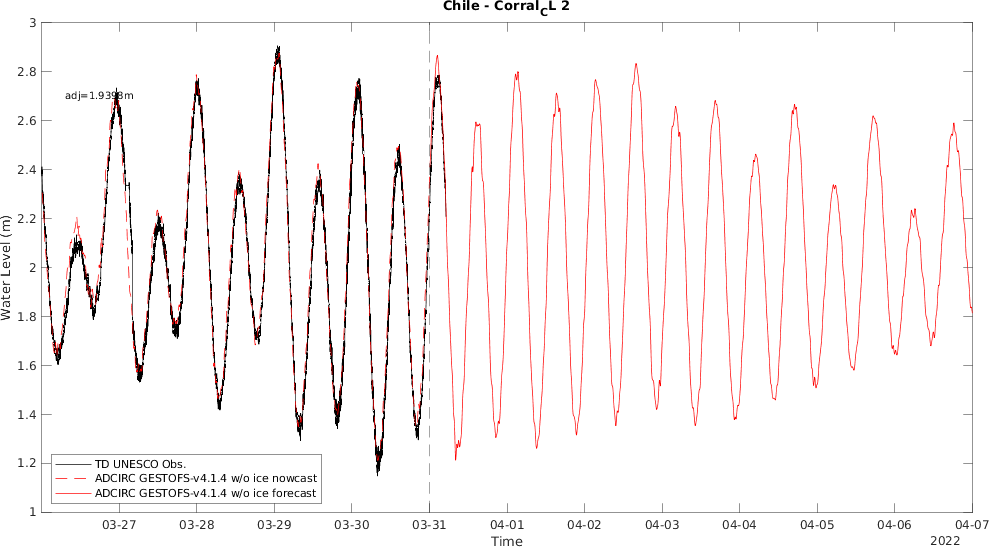 Chile - CorralCL 2
3
2.8
adj=1.9393m
2.6
2.4
2.2
2
1.8
1.6
1.4
1.2
1
Water Level (m)
TD UNESCO Obs.
ADCIRC GESTOFS-v4.1.4 w/o ice nowcast
ADCIRC GESTOFS-v4.1.4 w/o ice forecast
03-27 03-28 03-29 03-30 03-31 04-01 04-02 04-03 04-04 04-05 04-06 04-07
Time
2022